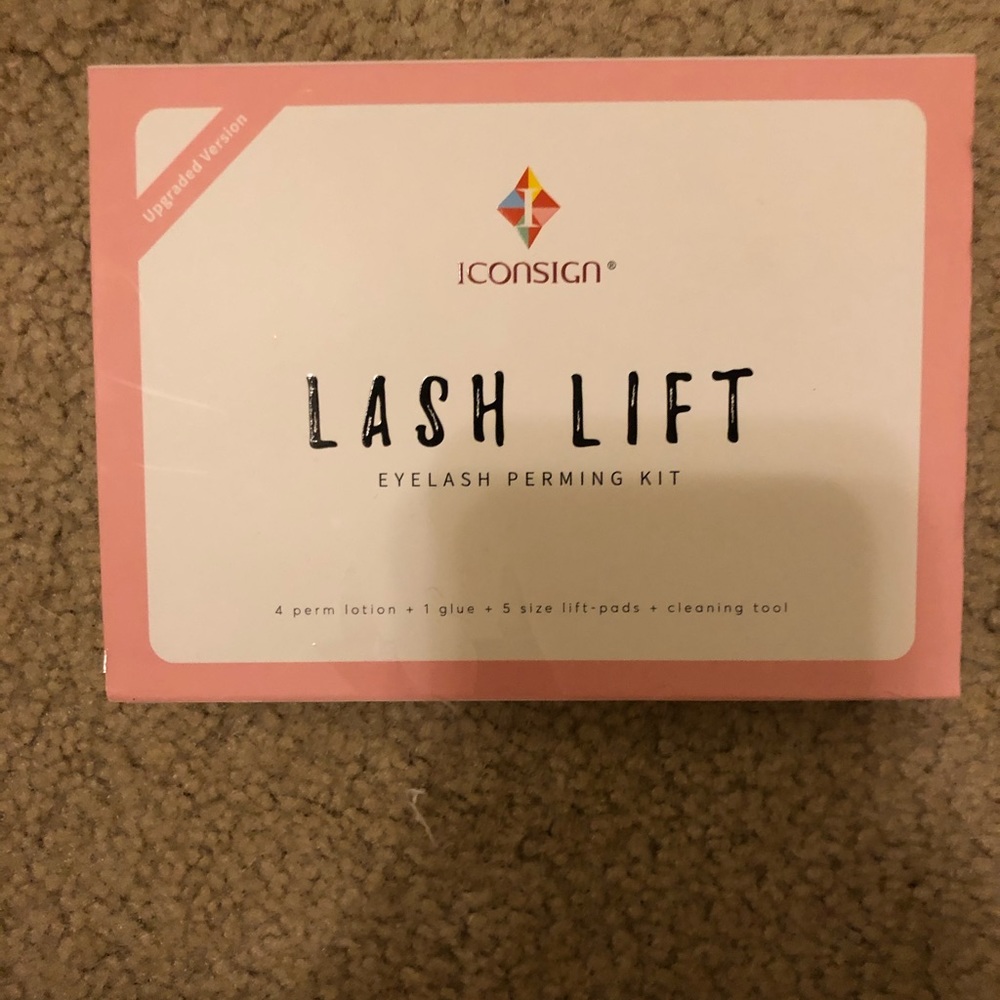 Upgraded Version
I
ICONSIGN®
LASH LIFT
EYELASH PERMING KIT
4 perm lotion + 1 glue + 5 size lift-pads + cleaning tool